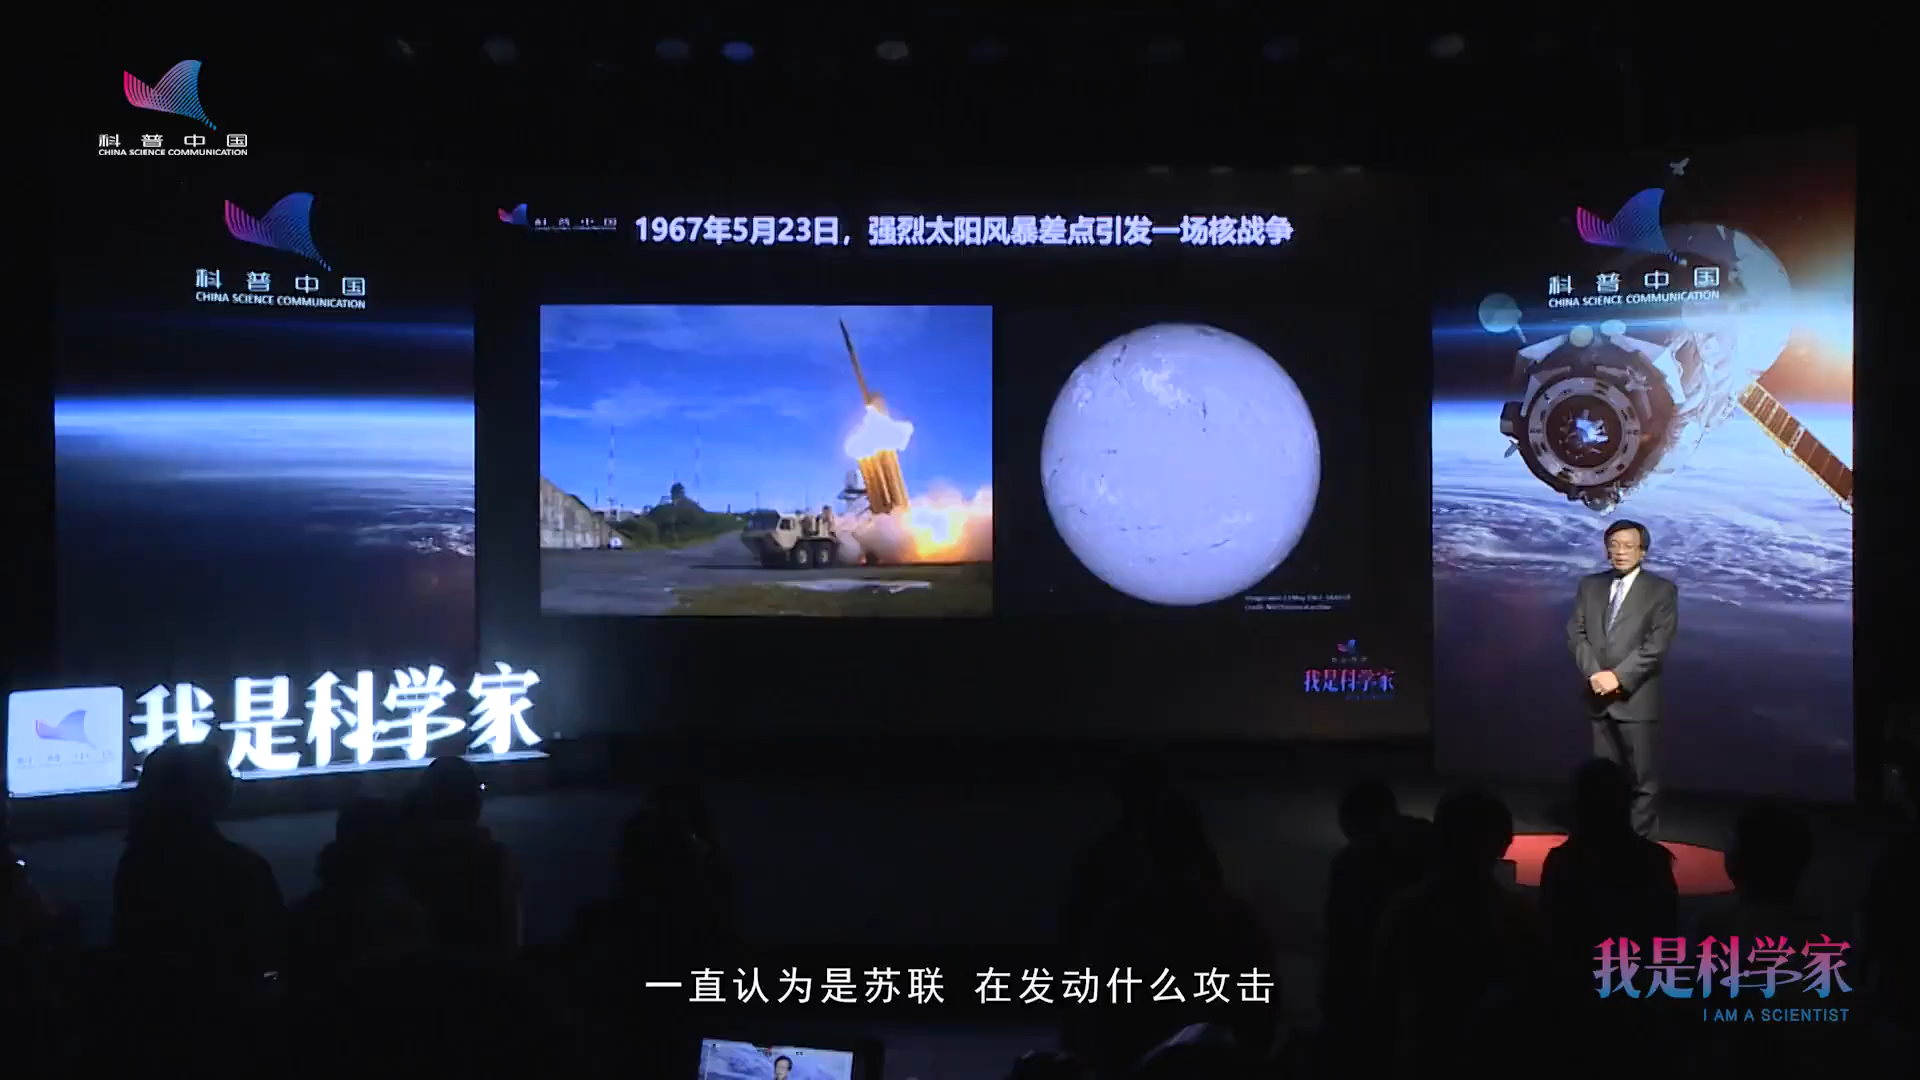 科普中国
CHINA SCIENCE COMMUNICATION
科普中国
CHINA SCIENCE COMMUNICATION
科普中国
1967年5月23日，强烈太阳风暴差点引发一场核战争
科普中国
CHINA SCIENCE COMMUNICATION
我是科学家
我是科学家
一直认为是苏联 在发动什么攻击
我是科学家
I AM A SCIENTIST